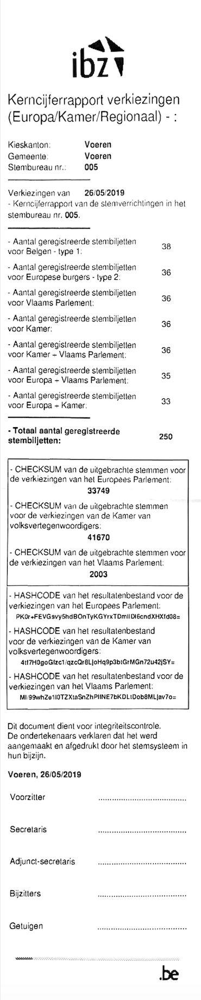 ibz
Kerncijferrapport verkiezingen
(Europa/Kamer/Regionaal) - :
Kieskanton: Voeren
Gemeente: Voeren
Stembureau nr.: 005
Verkiezingen van 26/05/2019
- Kerncijferrapport van de stemverrichtingen in het
stembureau nr. 005.
- Aantal geregistreerde stembiljetten
voor Belgen - type 1: 38
- Aantal geregistreerde stembiljetten
voor Europese burgers - type 2: 36
- Aantal geregistreerde stembiljetten
voor Vlaams Parlement: 36
- Aantal geregistreerde stembiljetten
voor Kamer: 36
- Aantal geregistreerde stembiljetten
voor Kamer + Vlaams Parlement: 36
- Aantal geregistreerde stembiljetten
voor Europa + Vlaams Parlement: 35
- Aantal geregistreerde stembiljetten
voor Europa + Kamer: 33
- Totaal aantal geregistreerde
stembiljetten: 250
- CHECKSUM van de uitgebrachte stemmen voor
de verkiezingen van het Europees Parlement:
33749
- CHECKSUM van de uitgebrachte stemmen
voor de verkiezingen van de Kamer van
volksvertegenwoordigers:
41670
- CHECKSUM van de uitgebrachte stemmen voor
de verkiezingen van het Vlaams Parlement:
2003
- HASHCODE van het resultatenbestand voor de
verkiezingen van het Europees Parlement:
- HASHCODE van het resultatenbestand
voor de verkiezingen van de Kamer van
volksvertegenwoordigers:
- HASHCODE van het resultatenbestand voor de
verkiezingen van het Vlaams Parlement:
Dit document dient voor integriteitscontrole.
De ondertekenaars verklaren dat het werd
aangemaakt en afgedrukt door het stemsysteem in
hun bijzijn.
Voeren, 26/05/2019
Voorzitter ........................................
Secretaris ........................................
Adjunct-secretaris ........................................
Bijzitters ........................................
Getuigen ........................................
.be